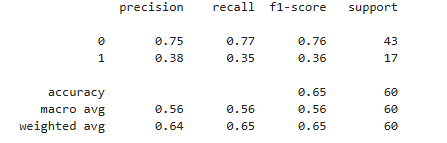 precision recall f1-score support
0 0.75 0.77 0.76 43
1 0.38 0.35 0.36 17
accuracy 0.65 60
macro avg 0.56 0.56 0.56 60
weighted avg 0.64 0.65 0.65 60